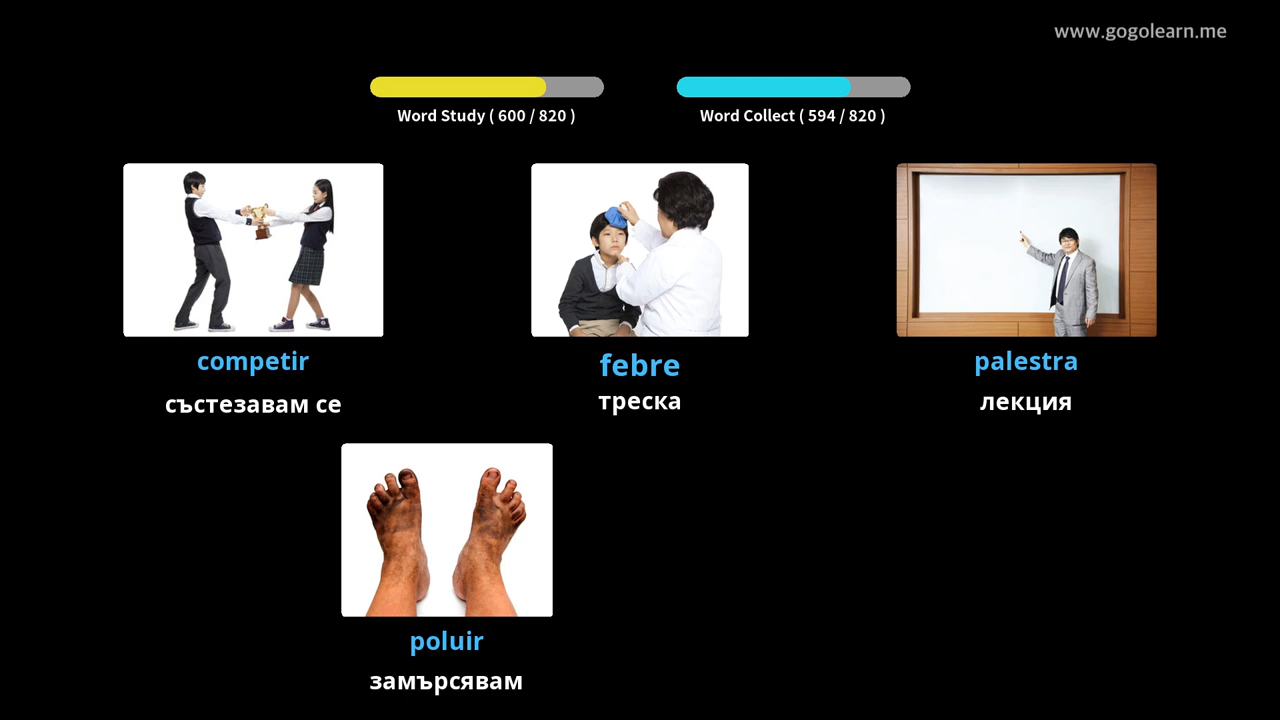 www.gogolearn.me
Word Study ( 600 / 820 )
Word Collect ( 594 / 820 )
competir
febre
palestra
състезавам се
треска
лекция
poluir
замърсявам